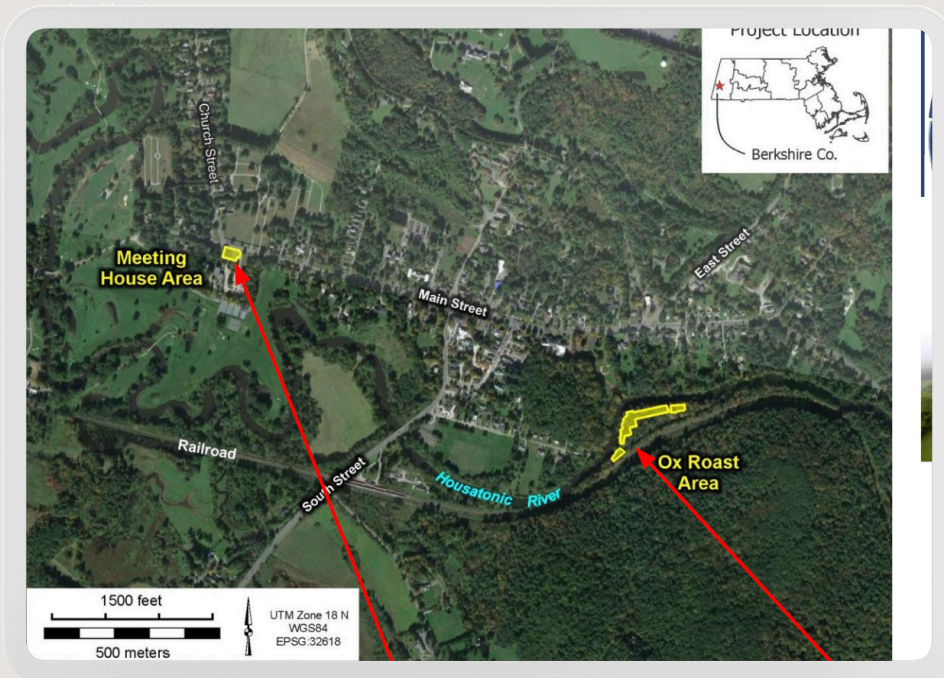 Project Location
Berkshire Co.
Church Street
Meeting
House Area
East Street
Main Street
Railroad
South Street
Housatonic River
Ox Roast
Area
1500 feet
500 meters
UTM Zone 18 N
WGS84
EPSG:32618